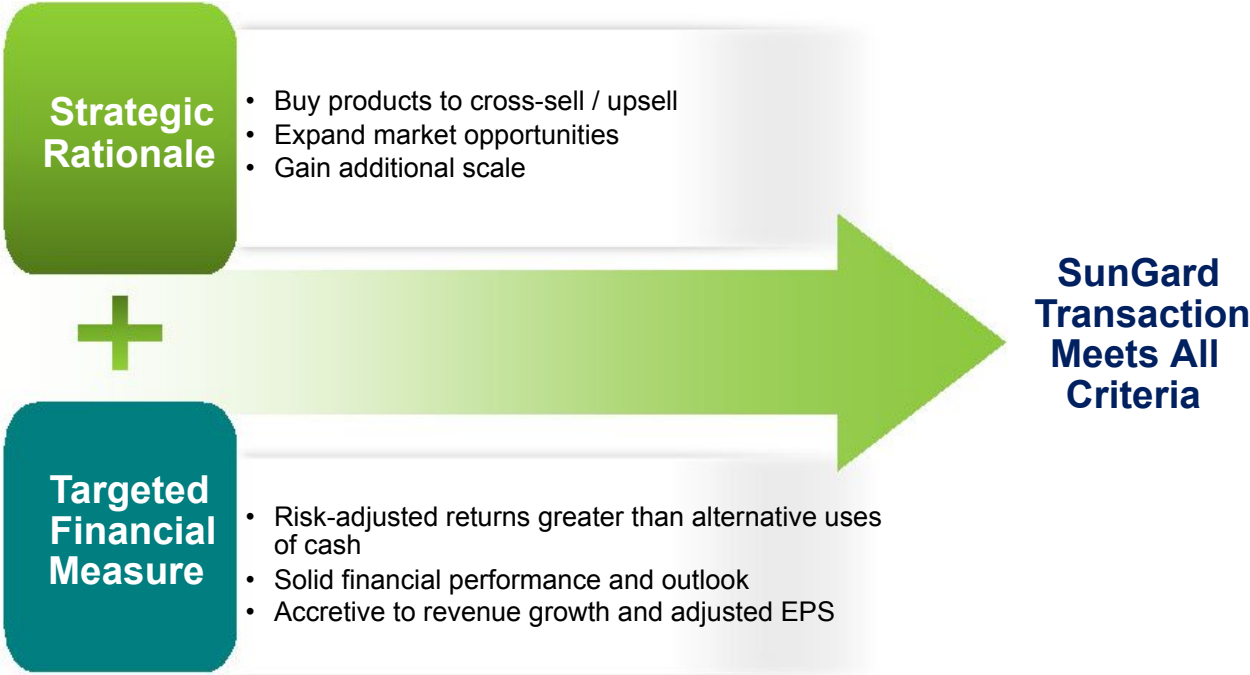 Strategic
Rationale
• Buy products to cross-sell / upsell
• Expand market opportunities
• Gain additional scale
SunGard
Transaction
Meets All
Criteria
Targeted
Financial
Measure
• Risk-adjusted returns greater than alternative uses
of cash
• Solid financial performance and outlook
• Accretive to revenue growth and adjusted EPS